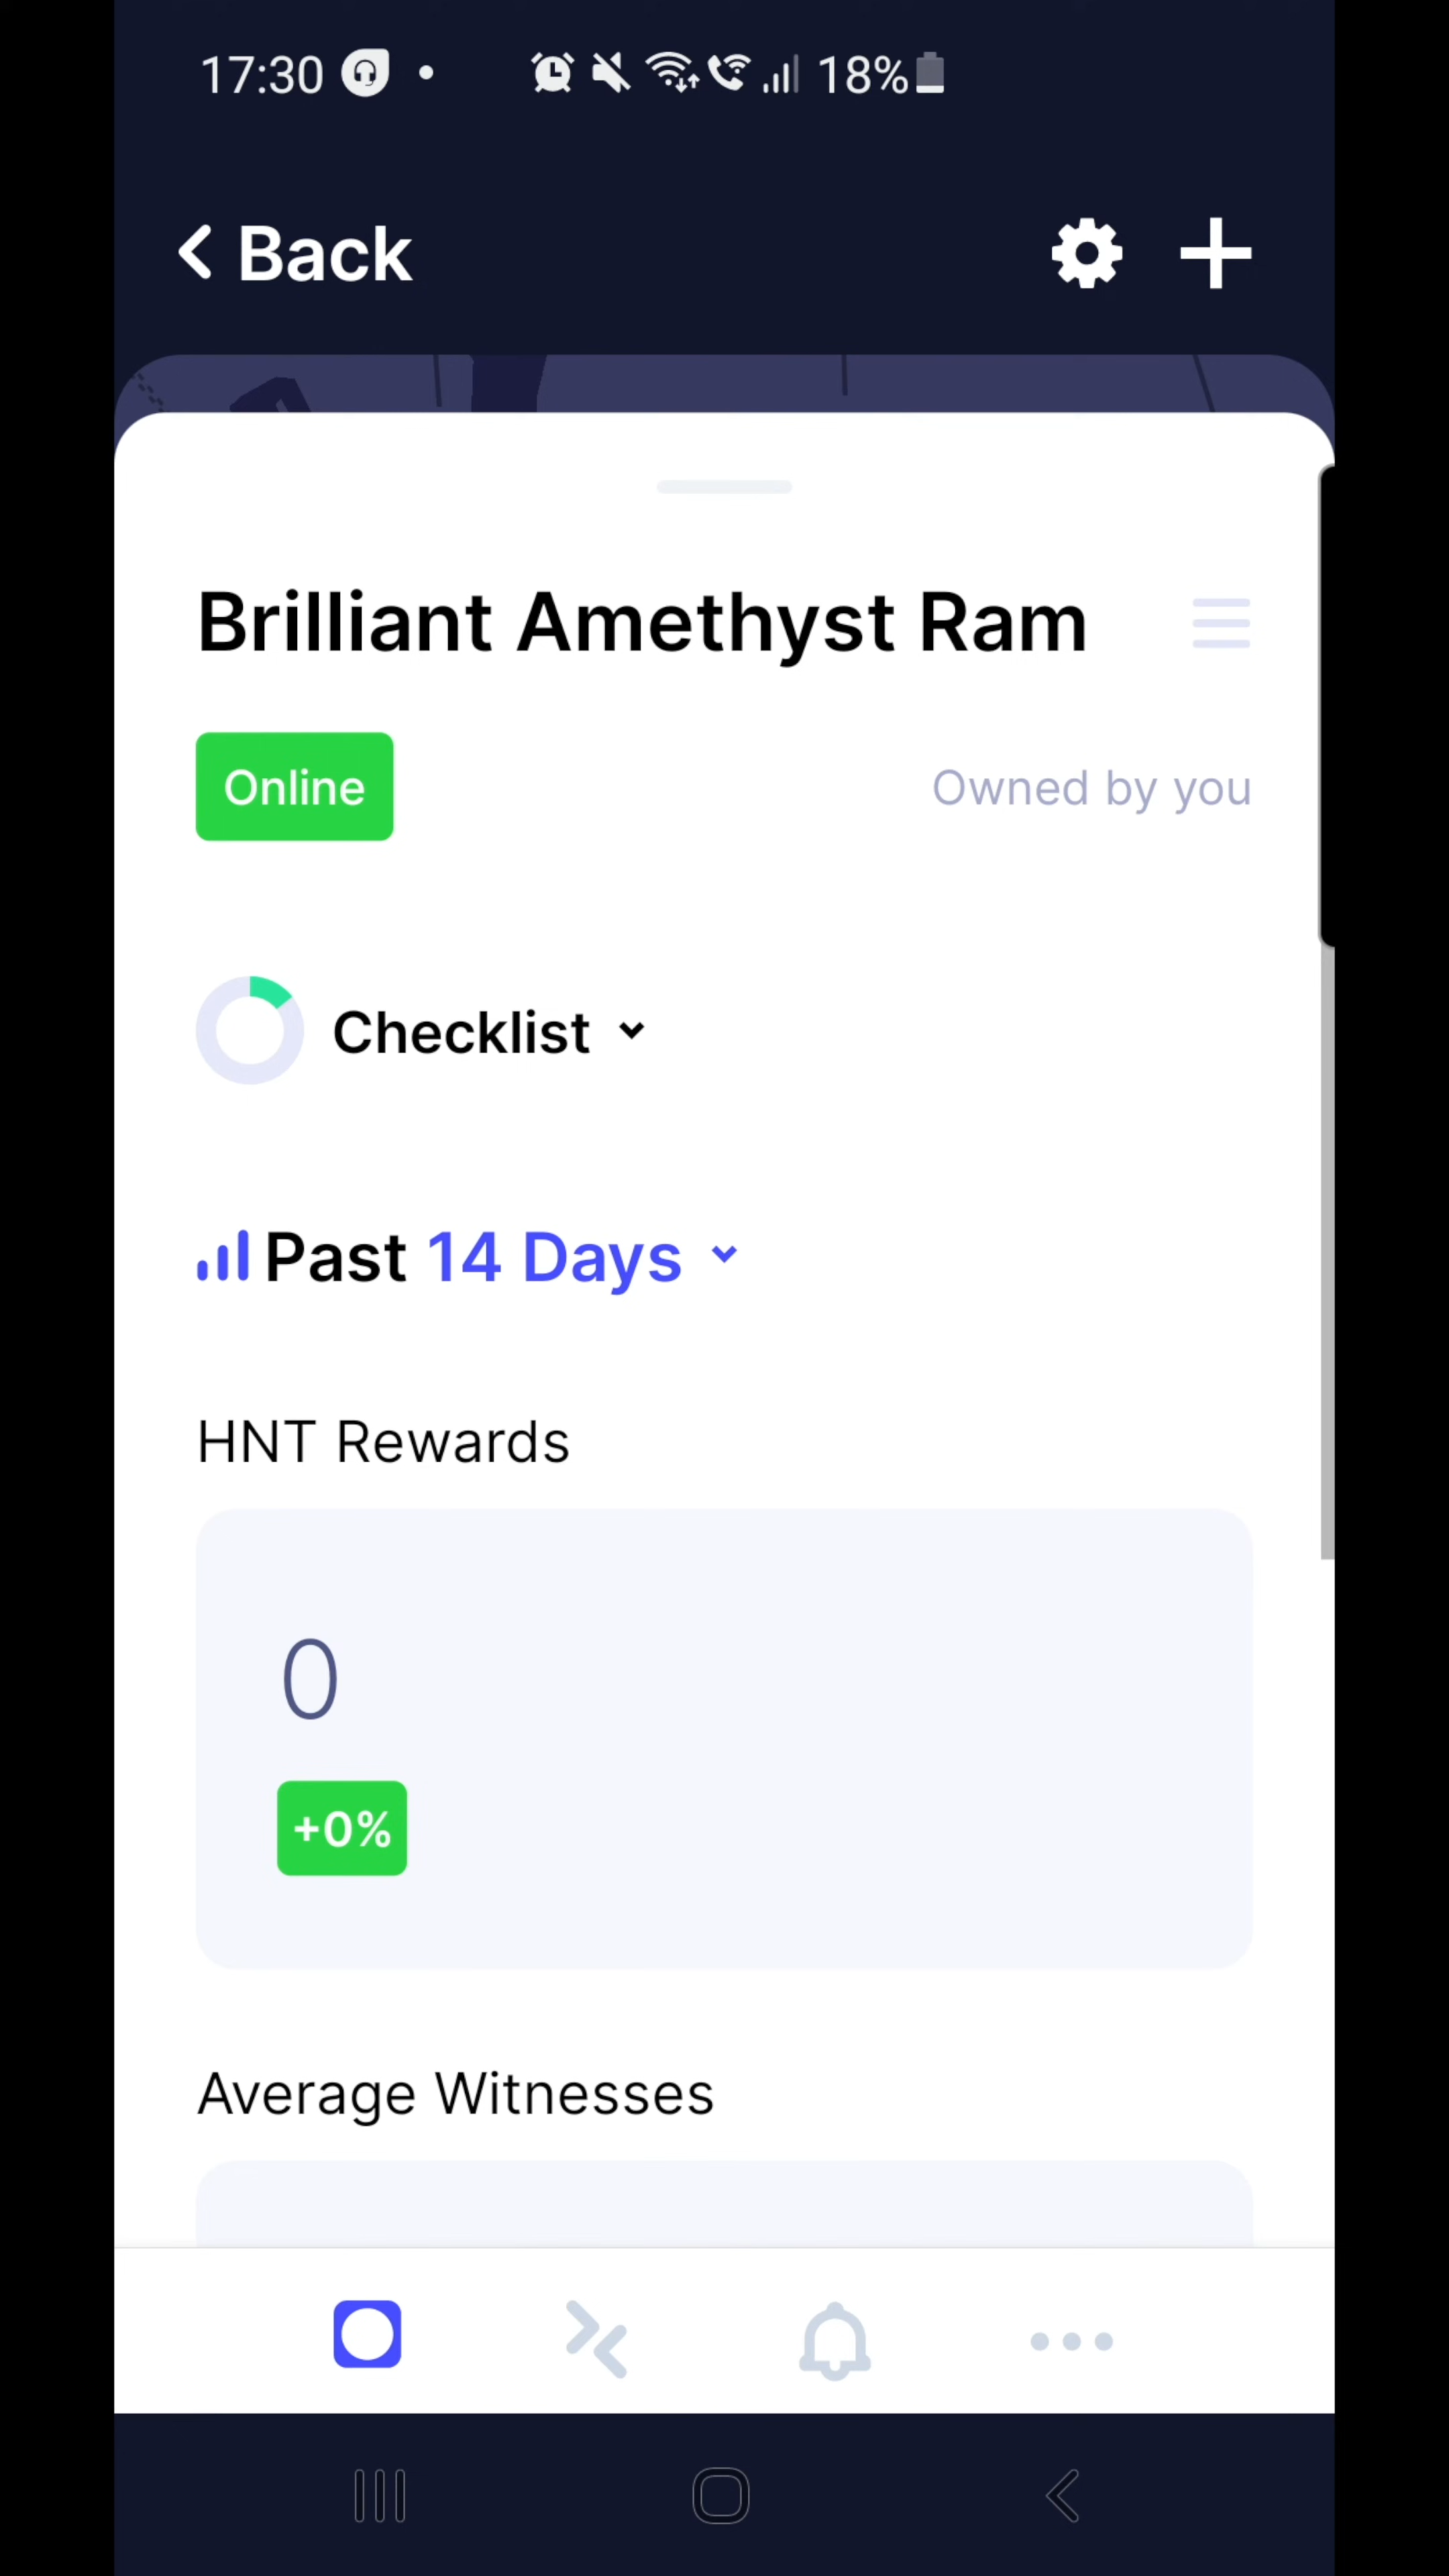 17:30 18%
Back
Brilliant Amethyst Ram
Online Owned by you
Checklist
Past 14 Days
HNT Rewards
0
+0%
Average Witnesses